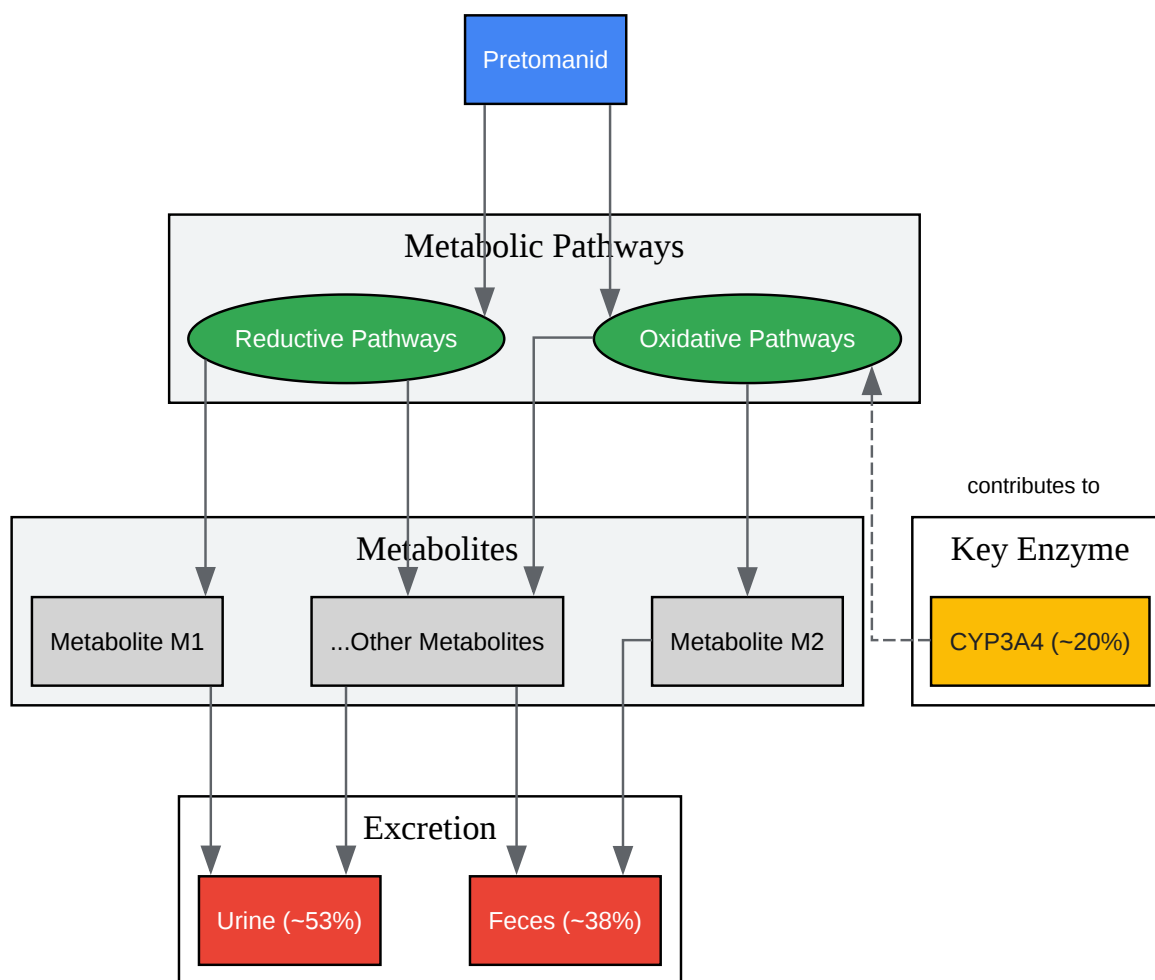 Pretomanid
Metabolic Pathways
Reductive Pathways
Oxidative Pathways
contributes to
Metabolites
Key Enzyme
Metabolite M1
...Other Metabolites
Metabolite M2
CYP3A4 (~20%)
Excretion
Urine (~53%)
Feces (~38%)